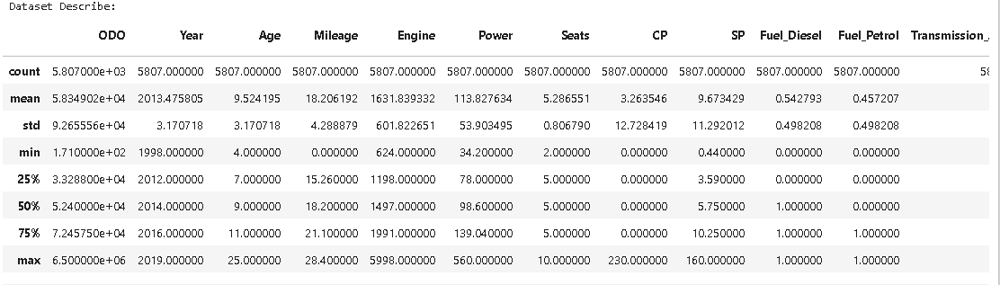 Dataset Describe:
ODO Year Age Mileage Engine Power Seats CP SP Fuel_Diesel Fuel_Petrol Transmission_
count 5.807000e+03 5807.000000 5807.000000 5807.000000 5807.000000 5807.000000 5807.000000 5807.000000 5807.000000 5807.000000 5807.000000 58
mean 5.834902e+04 2013.475805 9.524195 18.206192 1631.839332 113.827634 5.286551 3.263546 9.673429 0.542793 0.457207
std 9.265556e+04 3.170718 3.170718 4.288879 601.822651 53.903495 0.806790 12.728419 11.292012 0.498208 0.498208
min 1.710000e+02 1998.000000 4.000000 0.000000 624.000000 34.200000 2.000000 0.000000 0.440000 0.000000 0.000000
25% 3.328800e+04 2012.000000 7.000000 15.260000 1198.000000 78.000000 5.000000 0.000000 3.590000 0.000000 0.000000
50% 5.240000e+04 2014.000000 9.000000 18.200000 1497.000000 98.600000 5.000000 0.000000 5.750000 1.000000 0.000000
75% 7.245750e+04 2016.000000 11.000000 21.100000 1991.000000 139.040000 5.000000 0.000000 10.250000 1.000000 1.000000
max 6.500000e+06 2019.000000 25.000000 28.400000 5998.000000 560.000000 10.000000 230.000000 160.000000 1.000000 1.000000